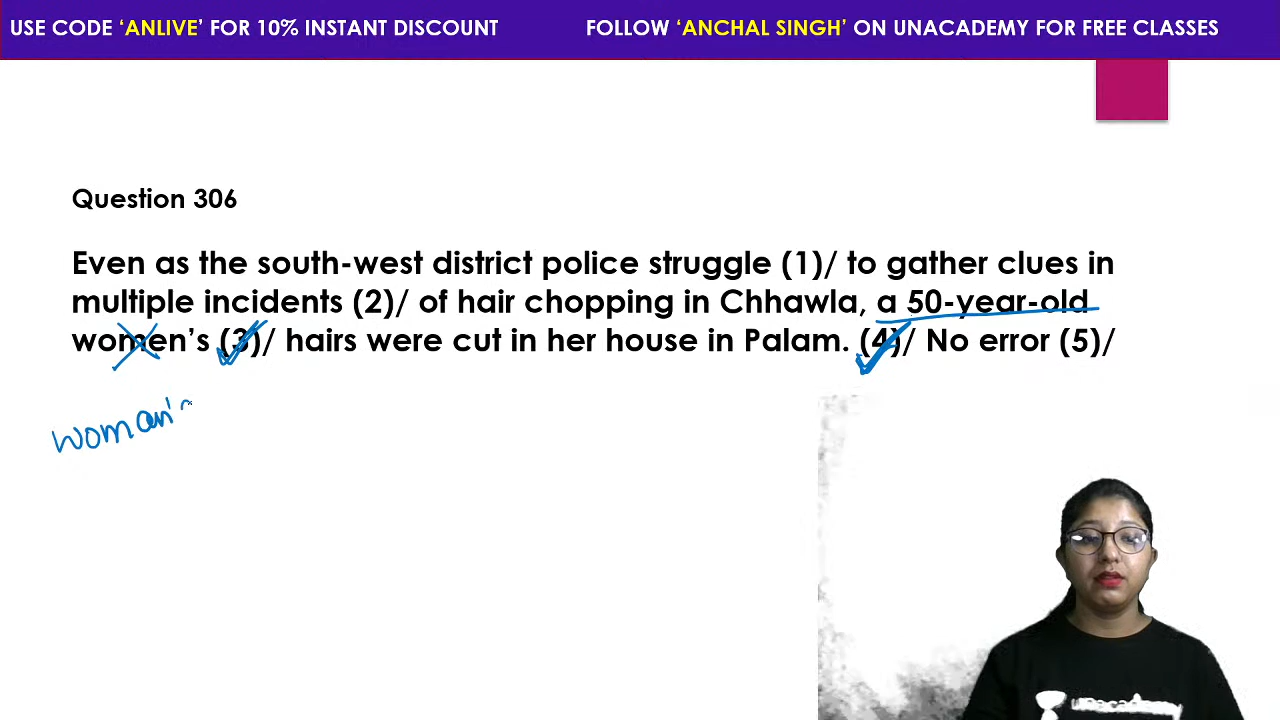 USE CODE ‘ANLIVE’ FOR 10% INSTANT DISCOUNT FOLLOW ‘ANCHAL SINGH’ ON UNACADEMY FOR FREE CLASSES
Question 306
Even as the south-west district police struggle (1)/ to gather clues in
multiple incidents (2)/ of hair chopping in Chhawla, a 50-year-old
women’s (3)/ hairs were cut in her house in Palam. (4)/ No error (5)/
woman'
unacademy